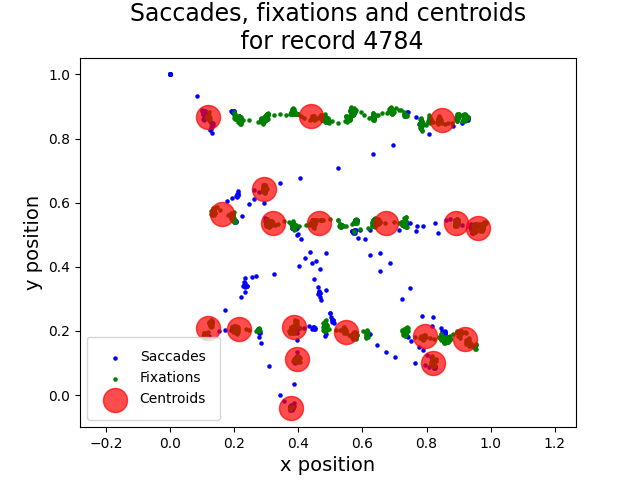 Saccades, fixations and centroids
for record 4784
1.0
0.8
0.6
0.4
0.2
0.0
y position
Saccades
Fixations
Centroids
−0.2
0.0
0.2
0.4
0.6
0.8
1.0
1.2
x position